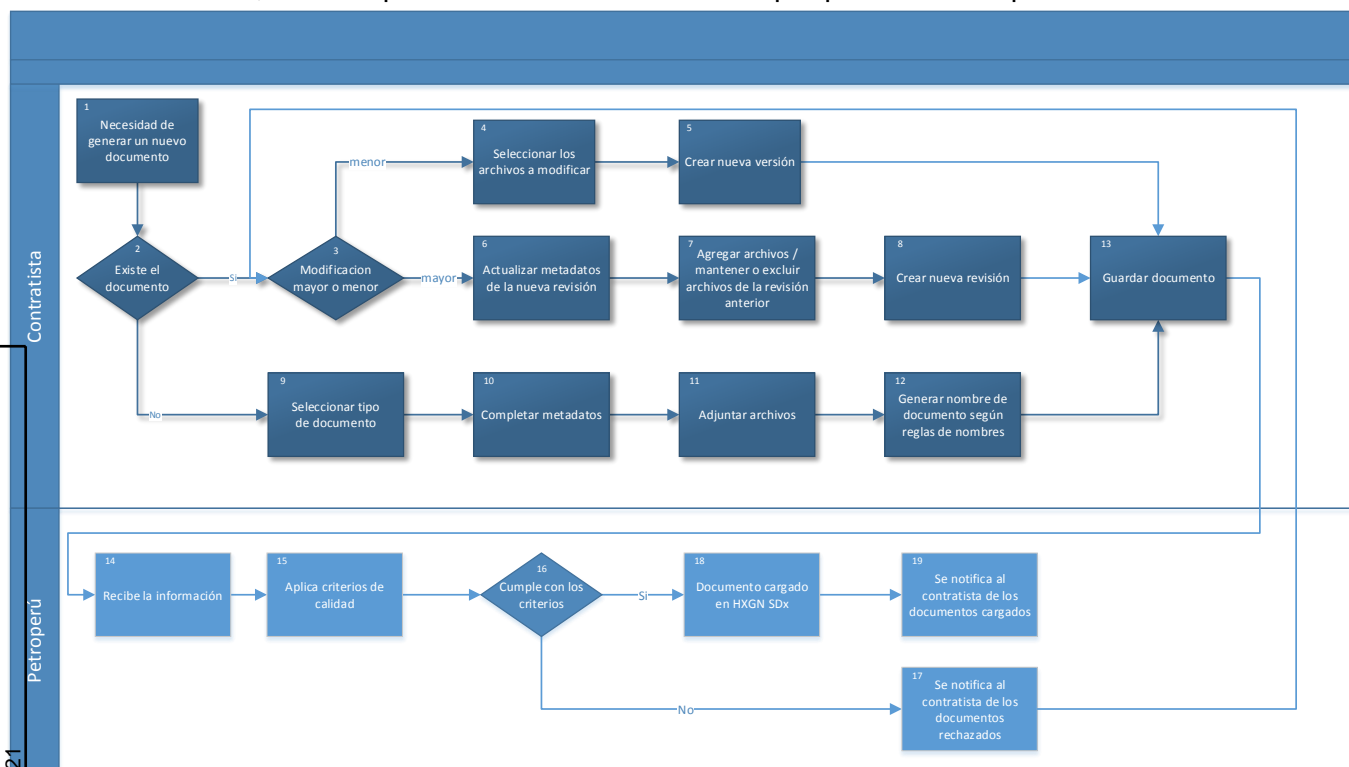 Contratista
1
Necesidad de
generar un nuevo
documento
2
Existe el
documento
Si
No
3
Modificacion
mayor o menor
menor
mayor
4
Seleccionar los
archivos a modificar
5
Crear nueva versión
6
Actualizar metadatos
de la nueva revisión
7
Agregar archivos /
mantener o excluir
archivos de la revisión
anterior
8
Crear nueva revisión
13
Guardar documento
9
Seleccionar tipo
de documento
10
Completar metadatos
11
Adjuntar archivos
12
Generar nombre de
documento según
reglas de nombres
Petroperú
14
Recibe la información
15
Aplica criterios de
calidad
16
Cumple con los
criterios
Si
No
18
Documento cargado
en HXGN SDx
19
Se notifica al
contratista de los
documentos cargados
17
Se notifica al
contratista de los
documentos
rechazados
21